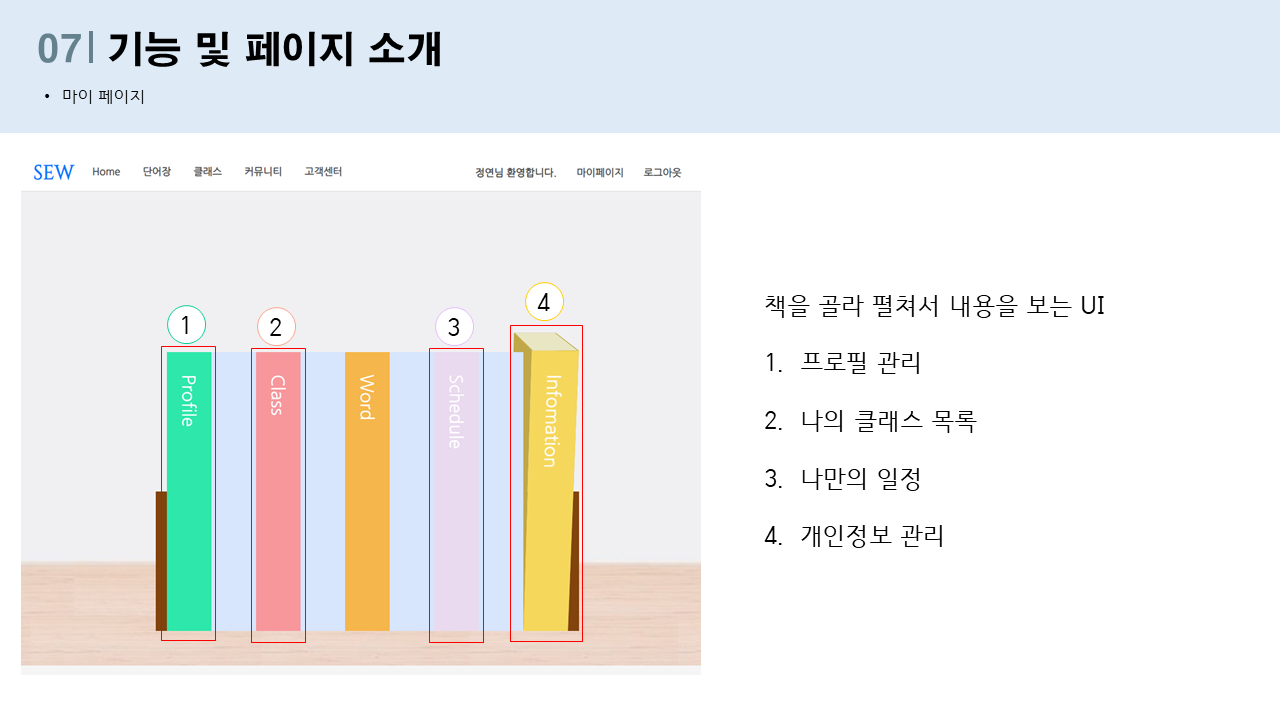 07| 기능 및 페이지 소개
• 마이 페이지
SEW Home 단어장 클래스 커뮤니티 고객센터 정연님 환영합니다. 마이페이지 로그아웃
1
2
3
4
Profile
Class
Word
Schedule
Infomation
책을 골라 펼쳐서 내용을 보는 UI
1. 프로필 관리
2. 나의 클래스 목록
3. 나만의 일정
4. 개인정보 관리